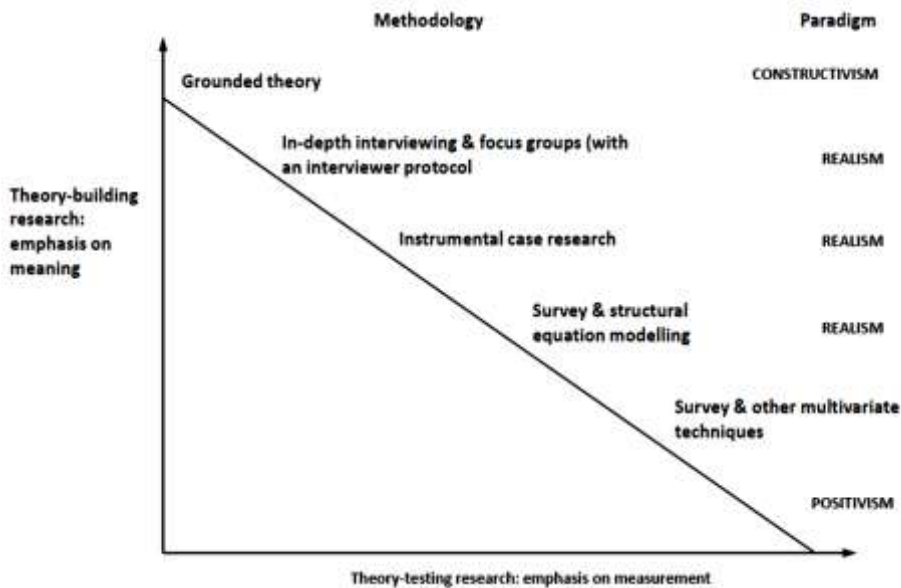 Methodology
Paradigm
Grounded theory
CONSTRUCTIVISM
In-depth interviewing & focus groups (with
an interviewer protocol
REALISM
Theory-building
research:
emphasis on
meaning
Instrumental case research
REALISM
Survey & structural
equation modelling
REALISM
Survey & other multivariate
techniques
POSITIVISM
Theory-testing research: emphasis on measurement